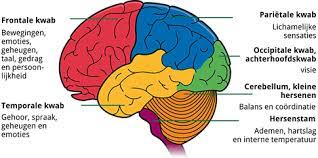 Frontale kwab
Bewegingen,
emoties,
geheugen,
taal, gedrag
en persoon-
lijkheid
Temporale kwab
Gehoor, spraak,
geheugen en
emoties
Pariëtale kwab
Lichamelijke
sensaties
Occipitale kwab,
achterhoofdskwab
visie
Cerebellum, kleine
hersenen
Balans en coördinatie
Hersenstam
Ademen, hartslag
en interne temperatuur